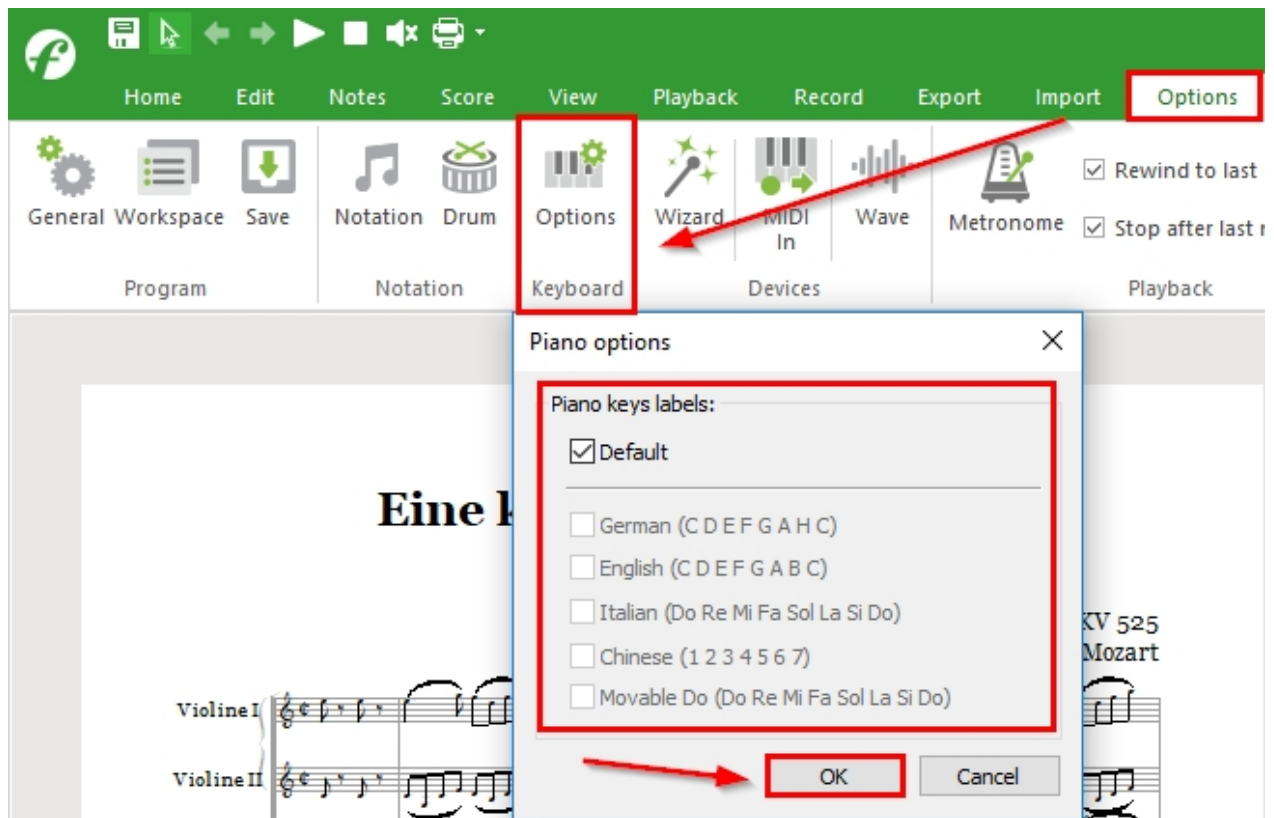 Home Edit Notes Score View Playback Record Export Import Options
General Workspace Save Notation Drum Options Wizard MIDI In Wave Metronome
Rewind to last
Stop after last
Program Notation Keyboard Devices Playback
Piano options
Piano keys labels:
Default
German (C D E F G A H C)
English (C D E F G A B C)
Italian (Do Re Mi Fa Sol La Si Do)
Chinese (1 2 3 4 5 6 7)
Movable Do (Do Re Mi Fa Sol La Si Do)
OK Cancel
Eine
KV 525
Mozart
Violine I
Violine II